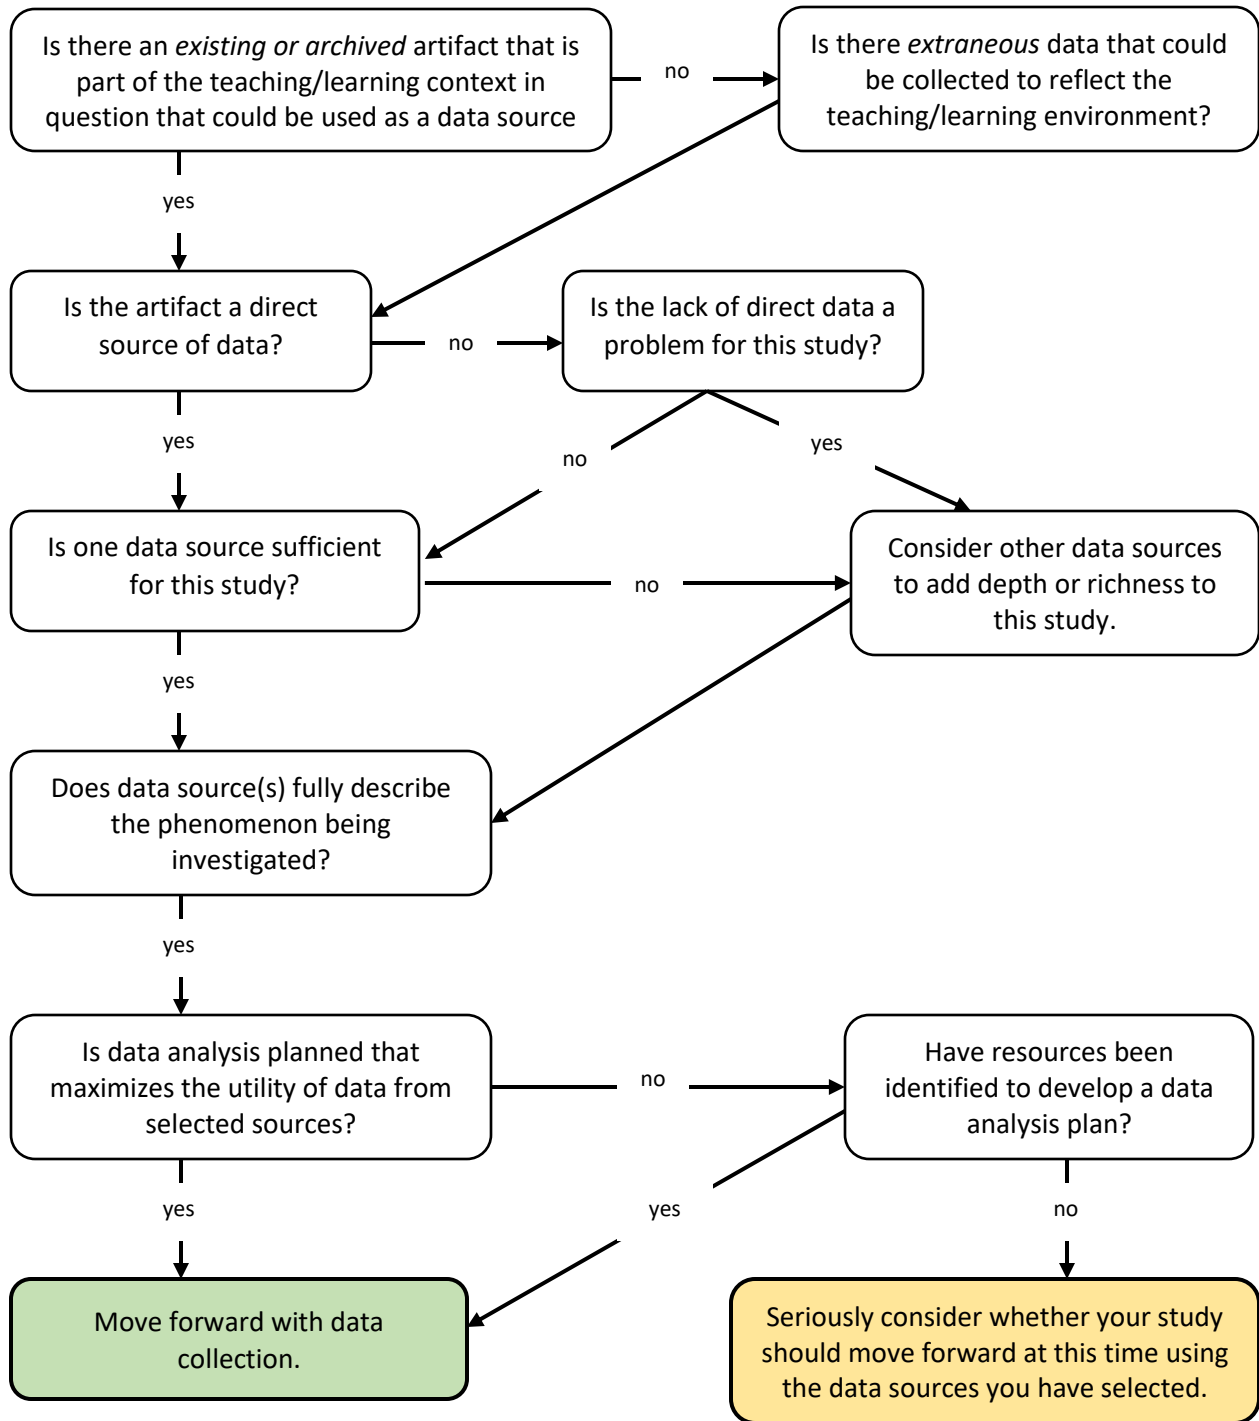 Is there an existing or archived artifact that is
part of the teaching/learning context in
question that could be used as a data source
no
Is there extraneous data that could
be collected to reflect the
teaching/learning environment?
yes
Is the artifact a direct
source of data?
no
Is the lack of direct data a
problem for this study?
yes
no
yes
Is one data source sufficient
for this study?
no
Consider other data sources
to add depth or richness to
this study.
yes
Does data source(s) fully describe
the phenomenon being
investigated?
yes
Is data analysis planned that
maximizes the utility of data from
selected sources?
no
Have resources been
identified to develop a data
analysis plan?
yes
yes
no
Move forward with data
collection.
Seriously consider whether your study
should move forward at this time using
the data sources you have selected.